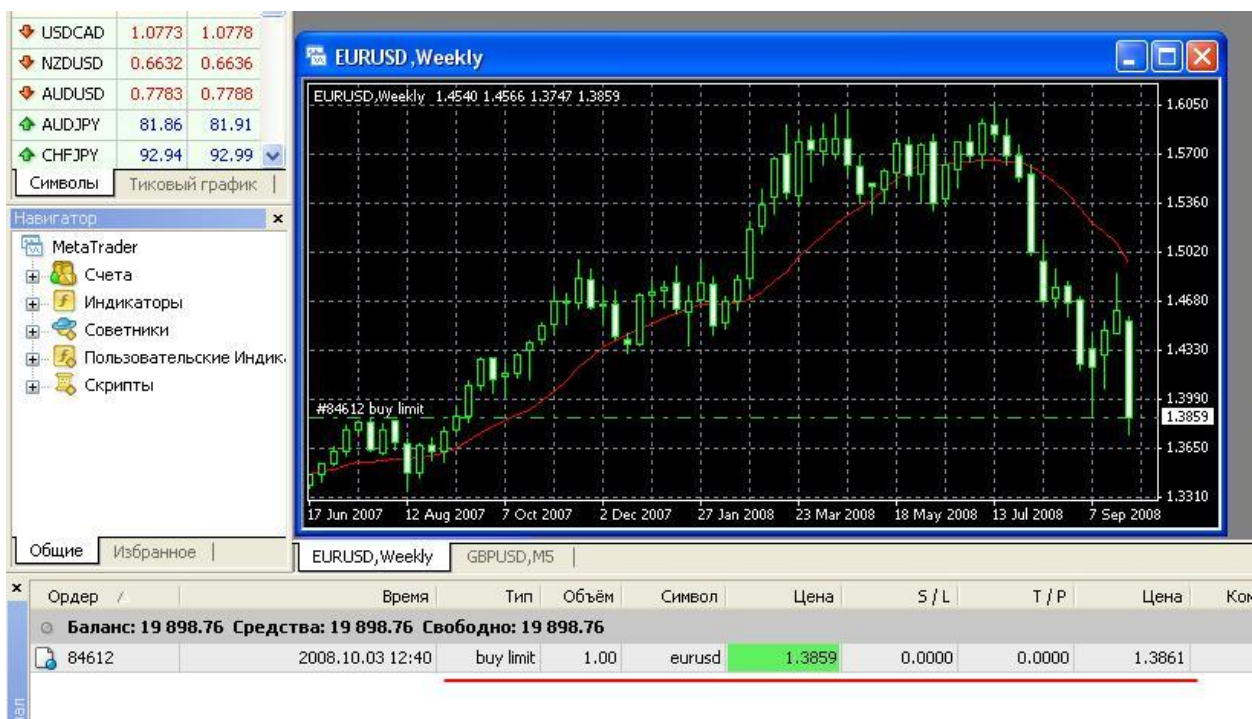 USDCAD 1.0773 1.0778
NZDUSD 0.6632 0.6636
AUDUSD 0.7783 0.7788
AUDJPY 81.86 81.91
CHFJPY 92.94 92.99
Символы Тиковый график
Навигатор
MetaTrader
Счета
Индикаторы
Советники
Пользовательские Индик
Скрипты
Общие Избранное
EURUSD,Weekly
EURUSD,Weekly 1.4540 1.4566 1.3747 1.3859
1.6050
1.5700
1.5360
1.5020
1.4680
1.4330
1.3990
1.3859
1.3650
1.3310
#84612 buy limit
17 Jun 2007 12 Aug 2007 7 Oct 2007 2 Dec 2007 27 Jan 2008 23 Mar 2008 18 May 2008 13 Jul 2008 7 Sep 2008
EURUSD,Weekly GBPUSD,M5
Ордер Время Тип Объём Символ Цена S / L T / P Цена Ком
Баланс: 19 898.76 Средства: 19 898.76 Свободно: 19 898.76
84612 2008.10.03 12:40 buy limit 1.00 eurusd 1.3859 0.0000 0.0000 1.3861